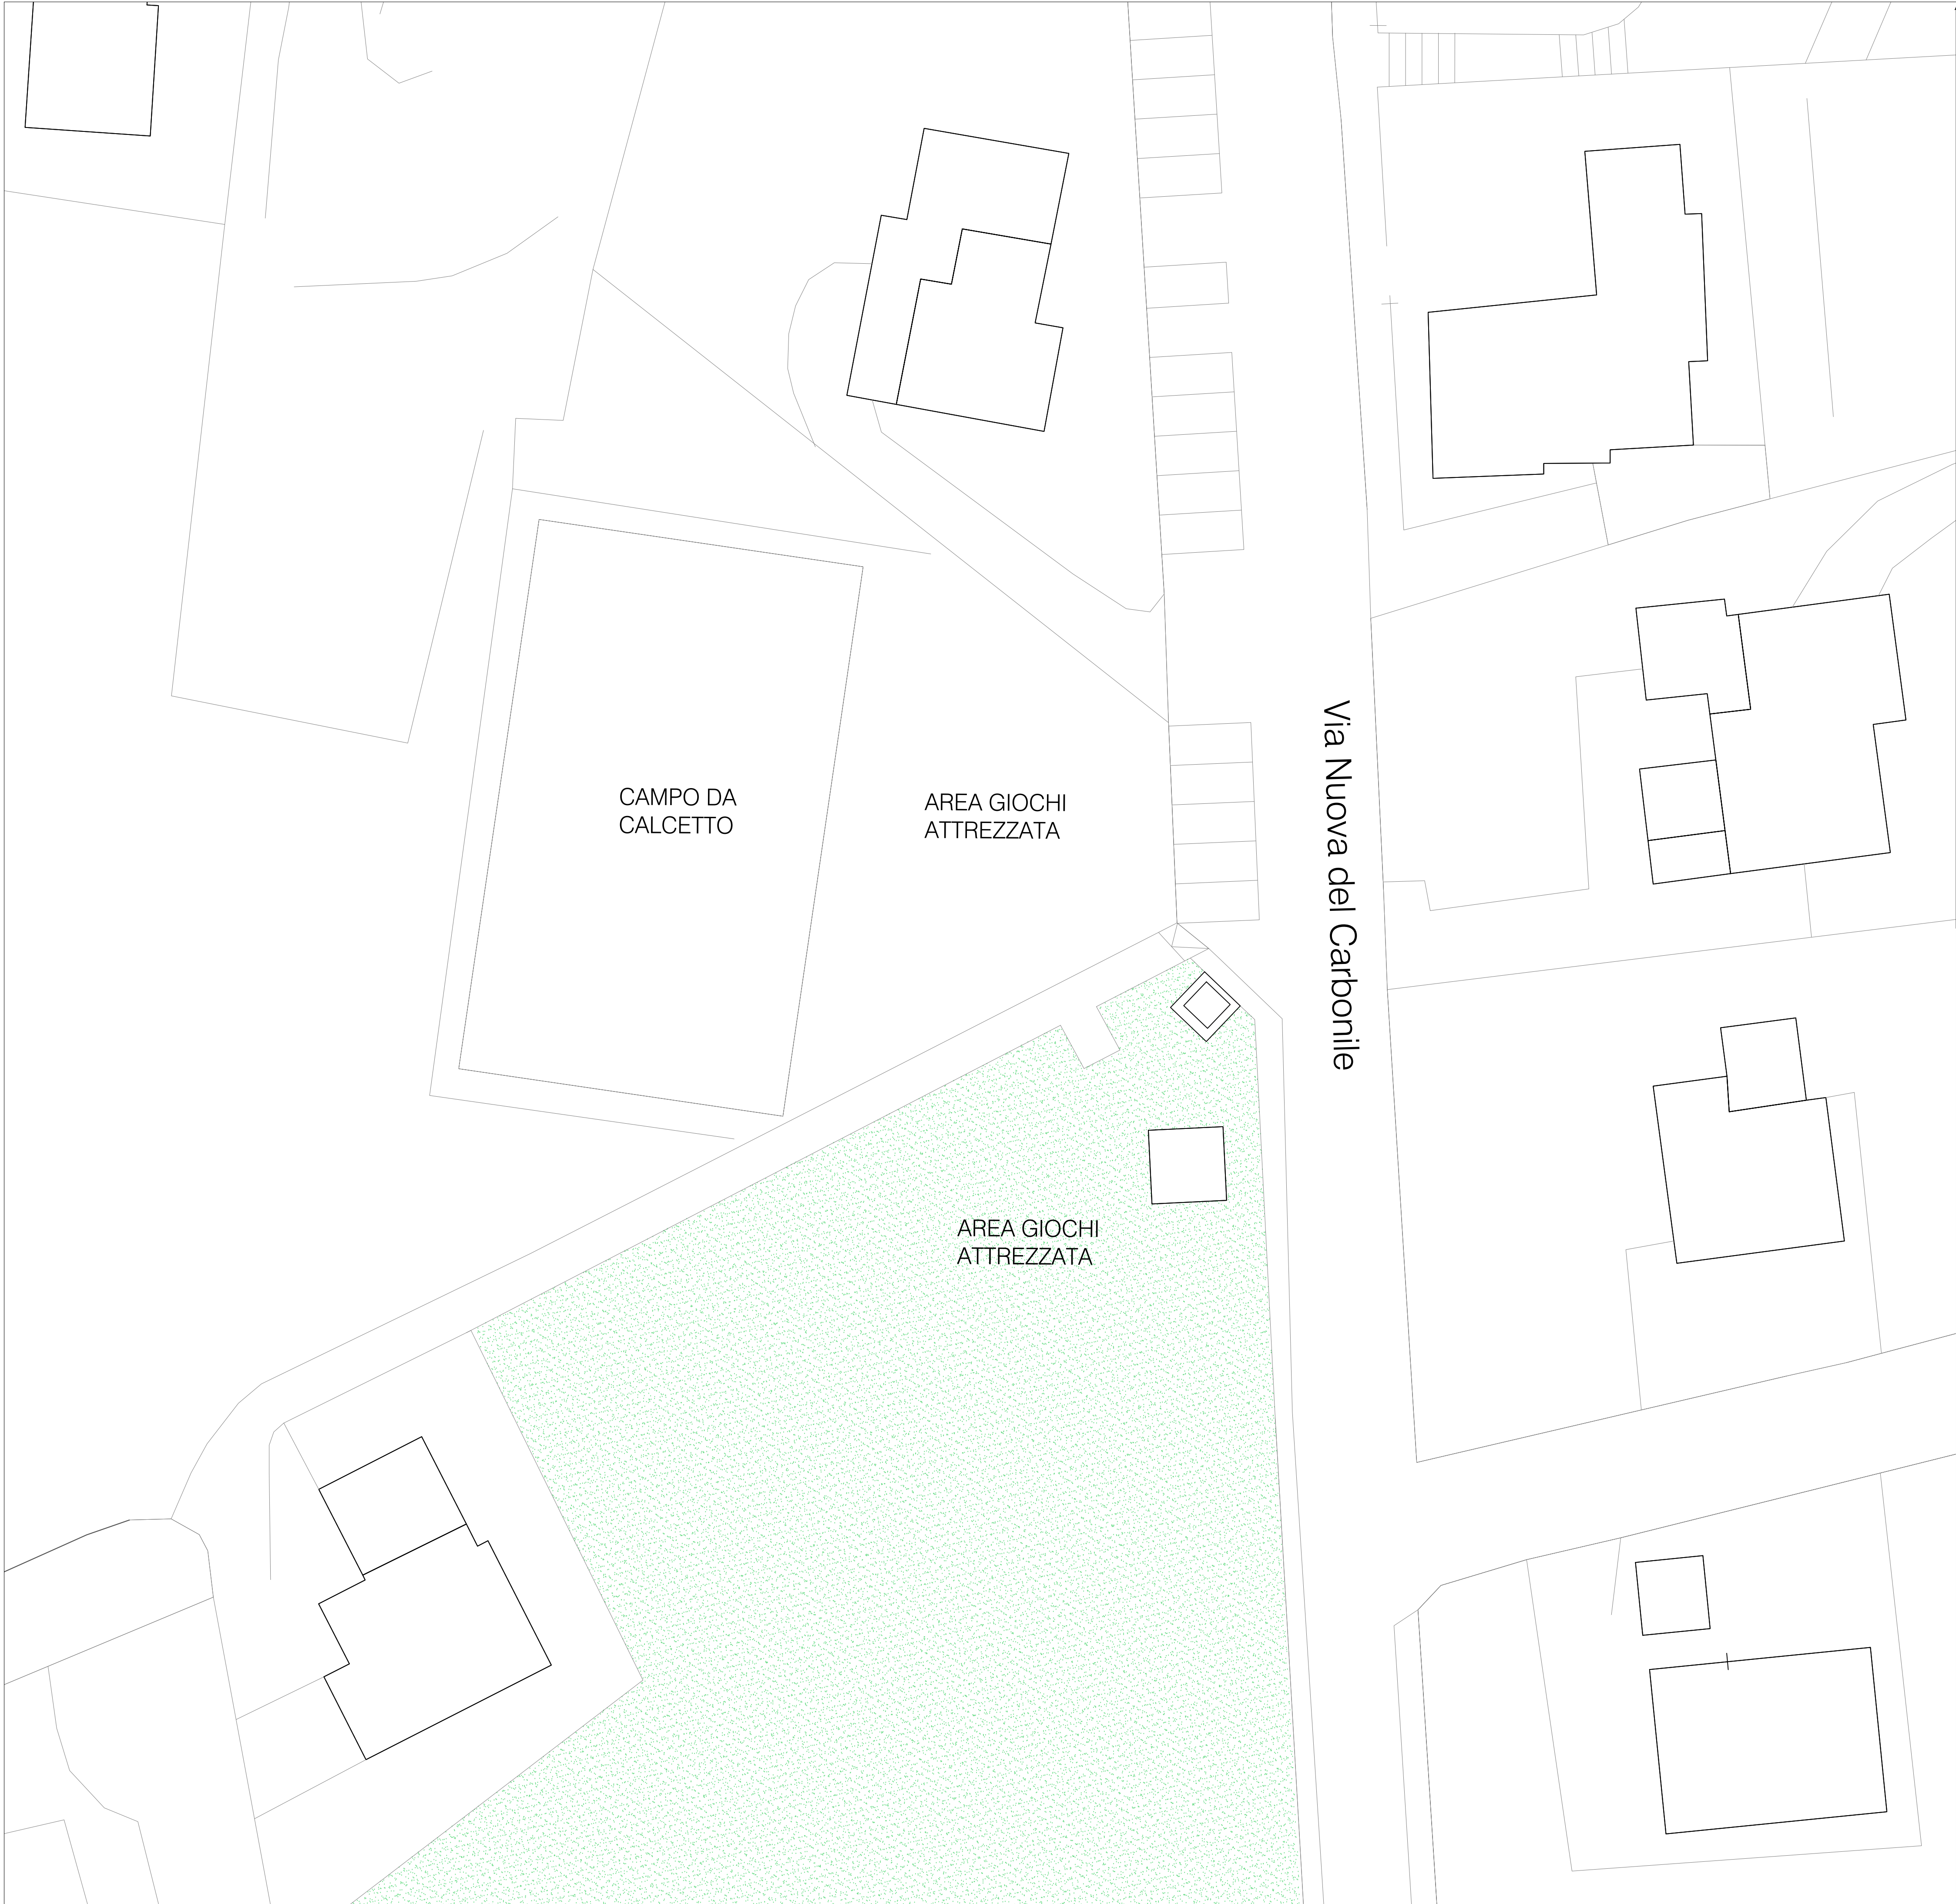 Via Nuova del Carbonile
CAMPO DA
CALCETTO
AREA GIOCHI
ATTREZZATA
AREA GIOCHI
ATTREZZATA